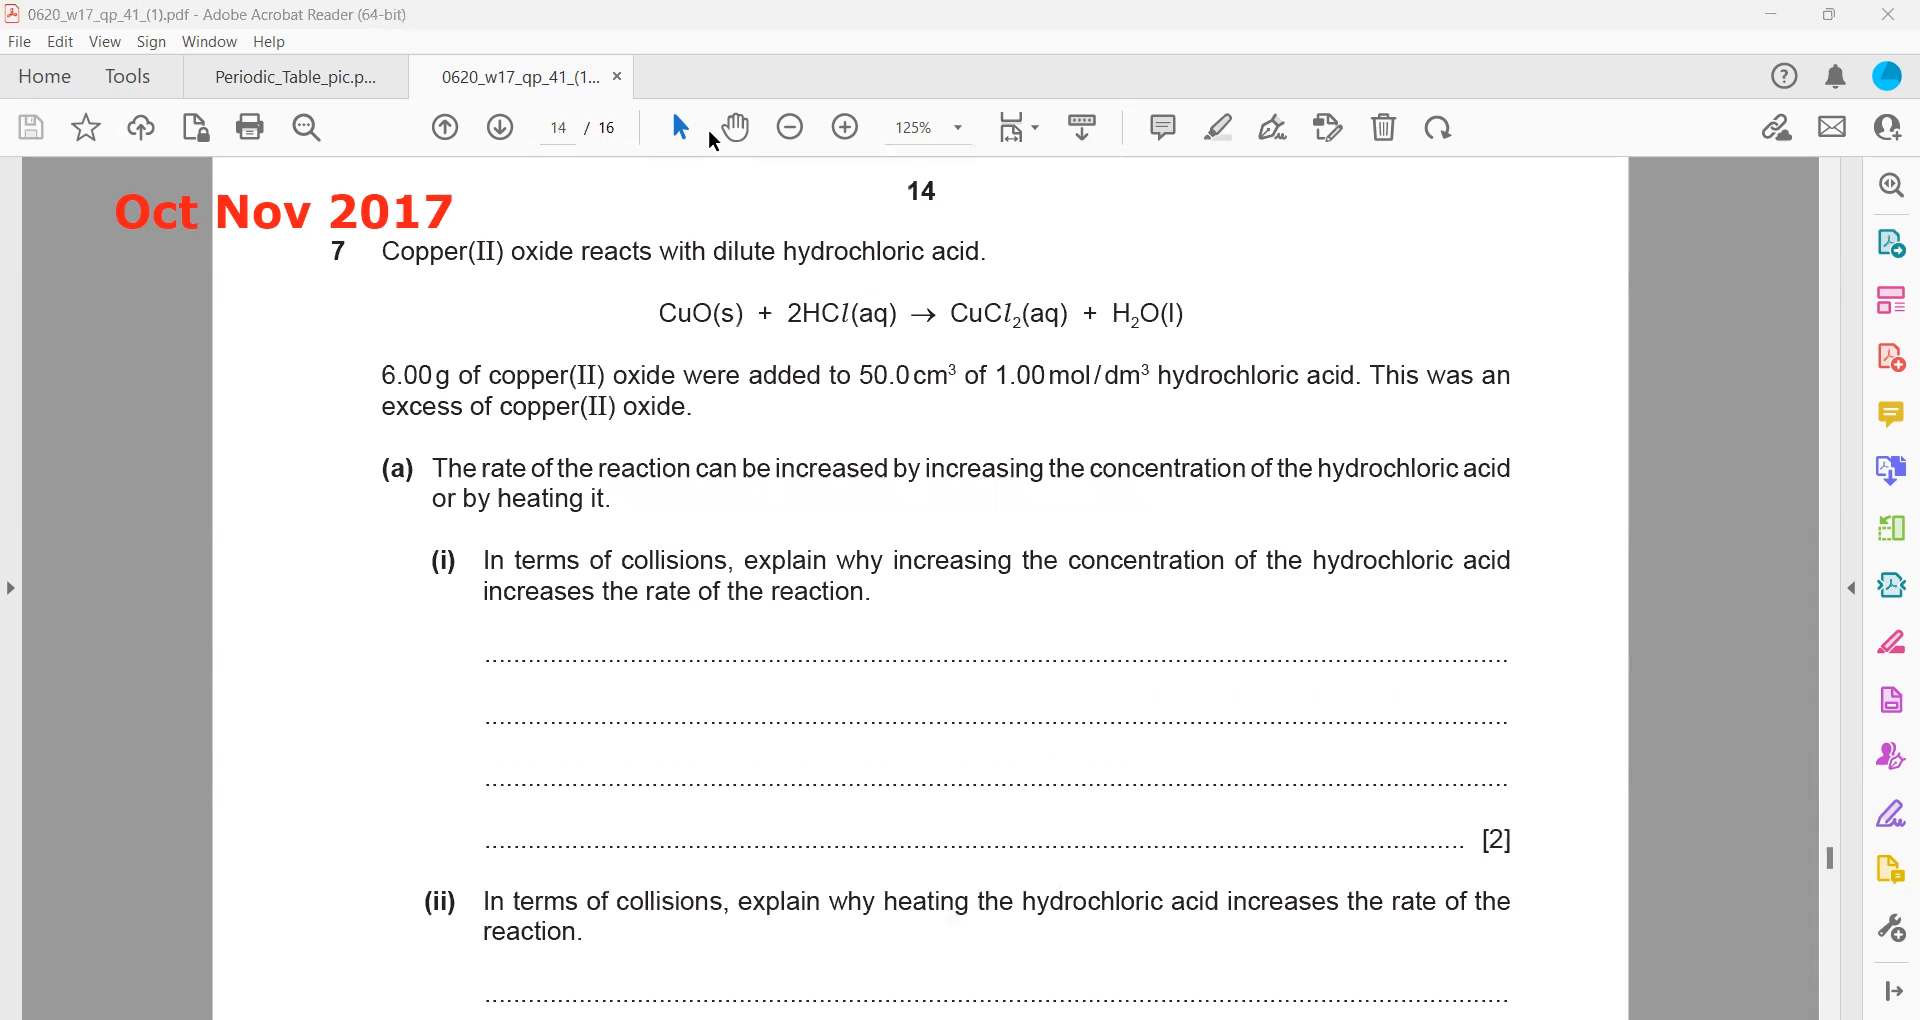 0620_w17_qp_41_(1).pdf - Adobe Acrobat Reader (64-bit)
File Edit View Sign Window Help
Home Tools Periodic_Table_pic.p... 0620_w17_qp_41_(1... ×
14 / 16 125%
14
Oct Nov 2017
7 Copper(II) oxide reacts with dilute hydrochloric acid.
CuO(s) + 2HCl(aq) → CuCl₂(aq) + H₂O(l)
6.00 g of copper(II) oxide were added to 50.0 cm³ of 1.00 mol/dm³ hydrochloric acid. This was an
excess of copper(II) oxide.
(a) The rate of the reaction can be increased by increasing the concentration of the hydrochloric acid
or by heating it.
(i) In terms of collisions, explain why increasing the concentration of the hydrochloric acid
increases the rate of the reaction.
[2]
(ii) In terms of collisions, explain why heating the hydrochloric acid increases the rate of the
reaction.